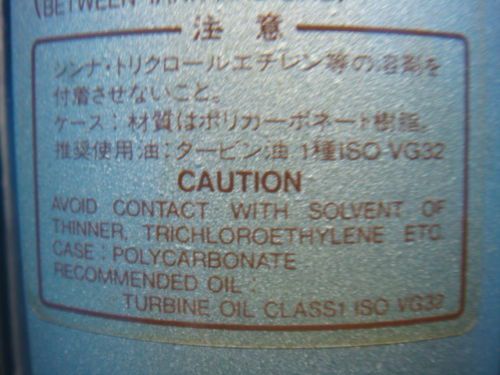 (BETWEEN
注 意
シンナ・トリクロールエチレン等の溶剤を
付着させないこと。
ケース：材質はポリカーボネート樹脂。
推奨使用油：タービン油 1種ISO VG32
CAUTION
AVOID CONTACT WITH SOLVENT OF
THINNER, TRICHLOROETHYLENE ETC.
CASE : POLYCARBONATE
RECOMMENDED OIL :
TURBINE OIL CLASS1 ISO VG32